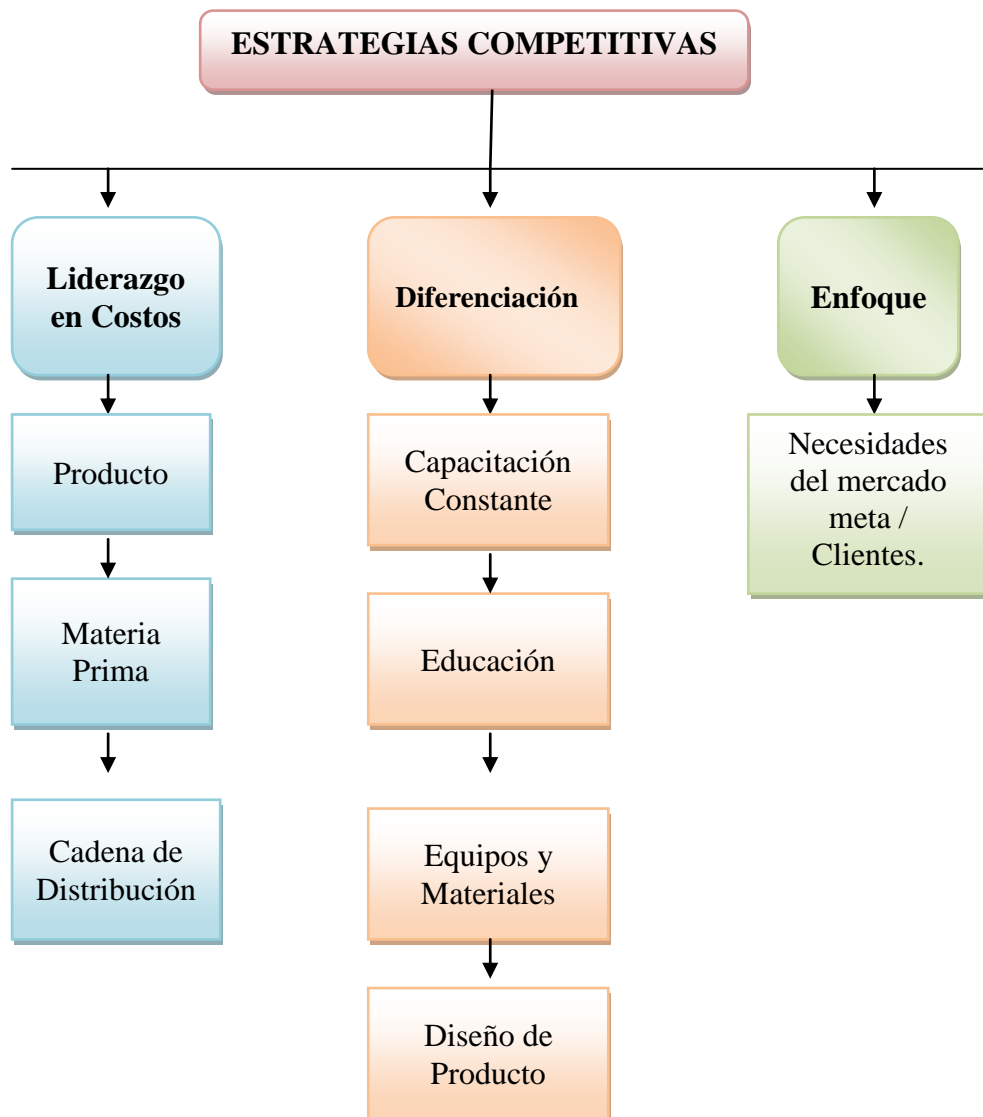 ESTRATEGIAS COMPETITIVAS
Liderazgo
en Costos
Producto
Materia
Prima
Cadena de
Distribución
Diferenciación
Capacitación
Constante
Educación
Equipos y
Materiales
Diseño de
Producto
Enfoque
Necesidades
del mercado
meta /
Clientes.